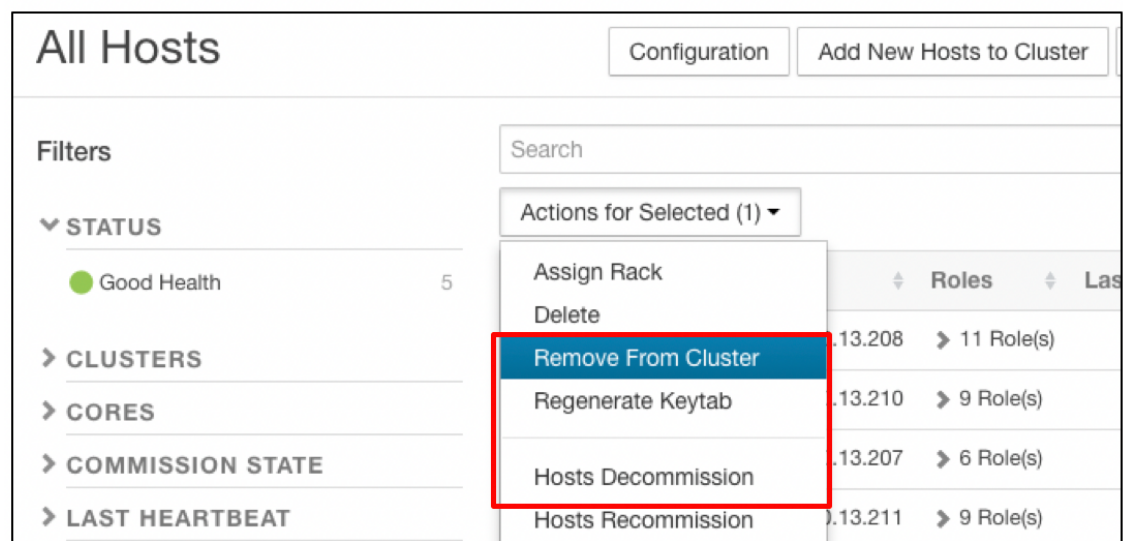 All Hosts
Configuration
Add New Hosts to Cluster
Filters
Search
STATUS
Actions for Selected (1)
Good Health 5
Assign Rack
Delete
Remove From Cluster
Regenerate Keytab
Hosts Decommission
Hosts Recommission
Roles
.13.208 11 Role(s)
.13.210 9 Role(s)
.13.207 6 Role(s)
.13.211 9 Role(s)
CLUSTERS
CORES
COMMISSION STATE
LAST HEARTBEAT